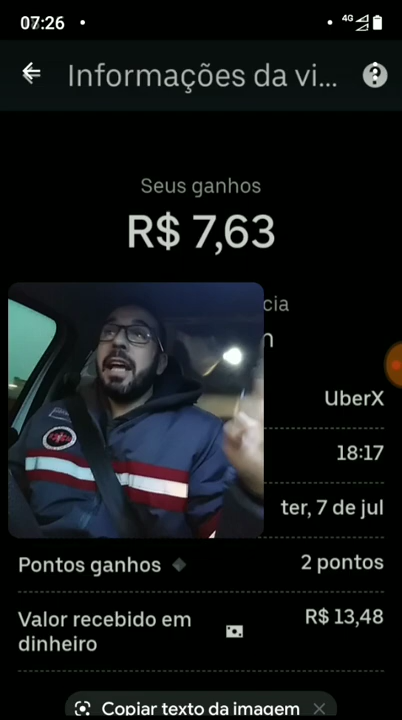 07:26
4G
Informações da vi...
Seus ganhos
R$ 7,63
cia
n
UberX
18:17
ter, 7 de jul
Pontos ganhos
2 pontos
Valor recebido em
dinheiro
R$ 13,48
Copiar texto da imagem